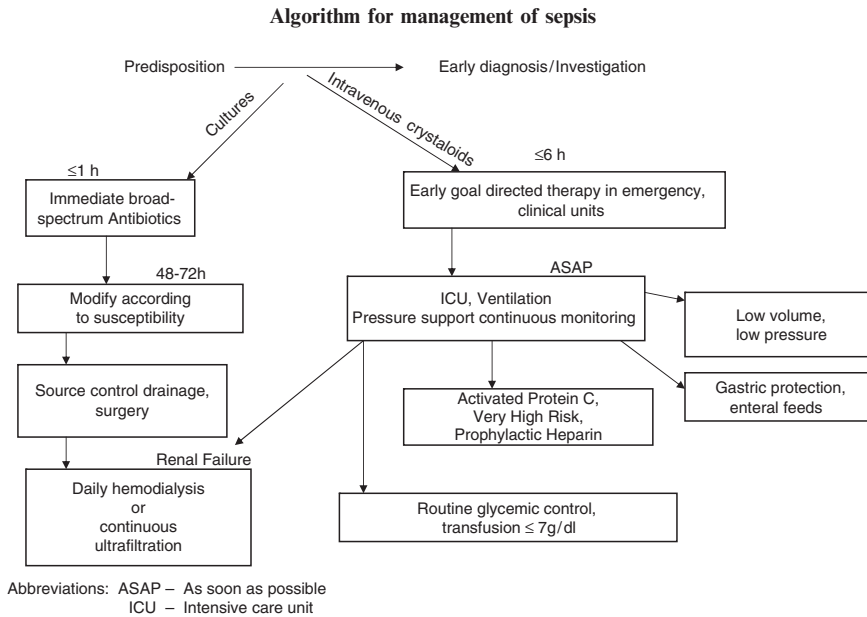 Algorithm for management of sepsis
Predisposition
Early diagnosis/Investigation
Cultures
Intravenous crystaloids
≤1 h
Immediate broad-
spectrum Antibiotics
≤6 h
Early goal directed therapy in emergency,
clinical units
48-72h
Modify according
to susceptibility
ASAP
ICU, Ventilation
Pressure support continuous monitoring
Low volume,
low pressure
Source control drainage,
surgery
Activated Protein C,
Very High Risk,
Prophylactic Heparin
Gastric protection,
enteral feeds
Renal Failure
Daily hemodialysis
or
continuous
ultrafiltration
Routine glycemic control,
transfusion ≤ 7g/dl
Abbreviations: ASAP – As soon as possible
ICU – Intensive care unit